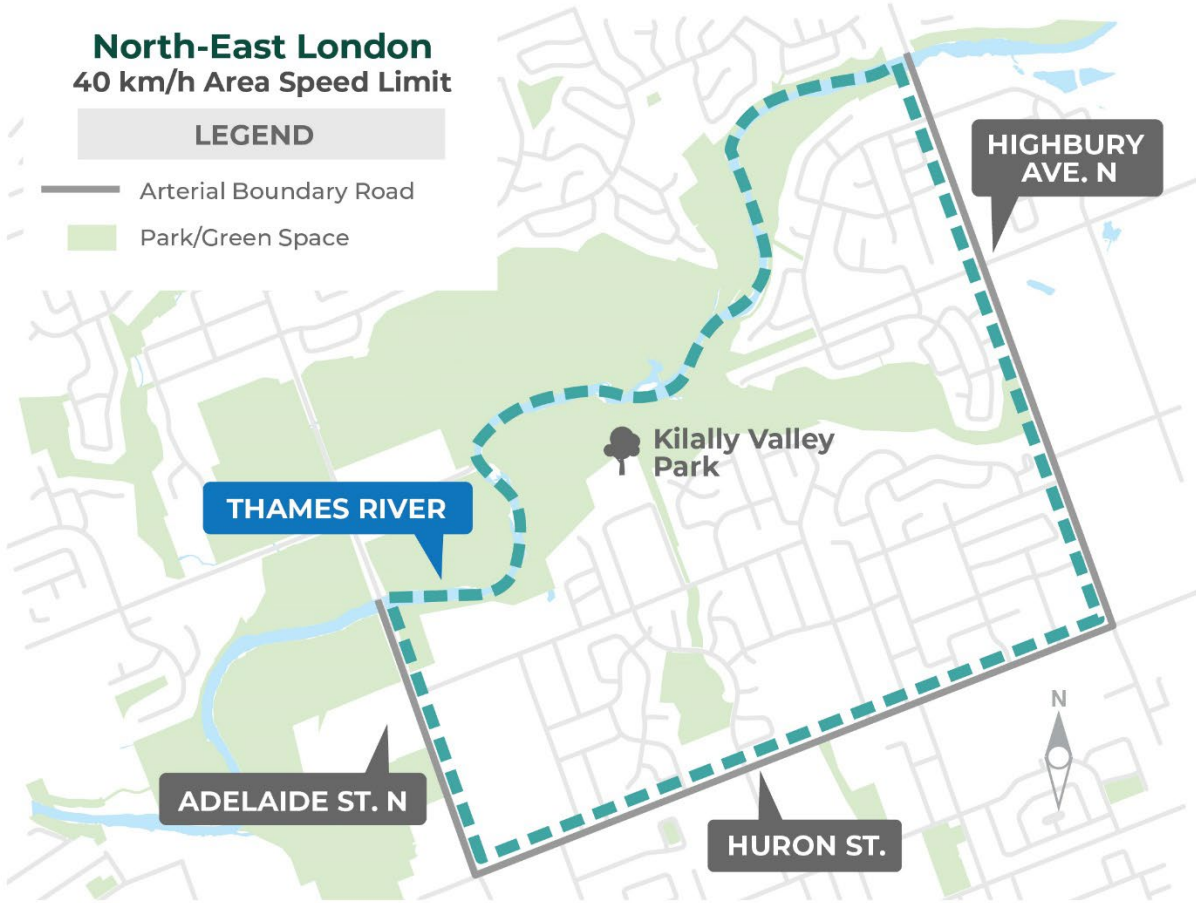 North-East London
40 km/h Area Speed Limit
LEGEND
Arterial Boundary Road
Park/Green Space
HIGHBURY
AVE. N
Kilally Valley
Park
THAMES RIVER
ADELAIDE ST. N
HURON ST.
N